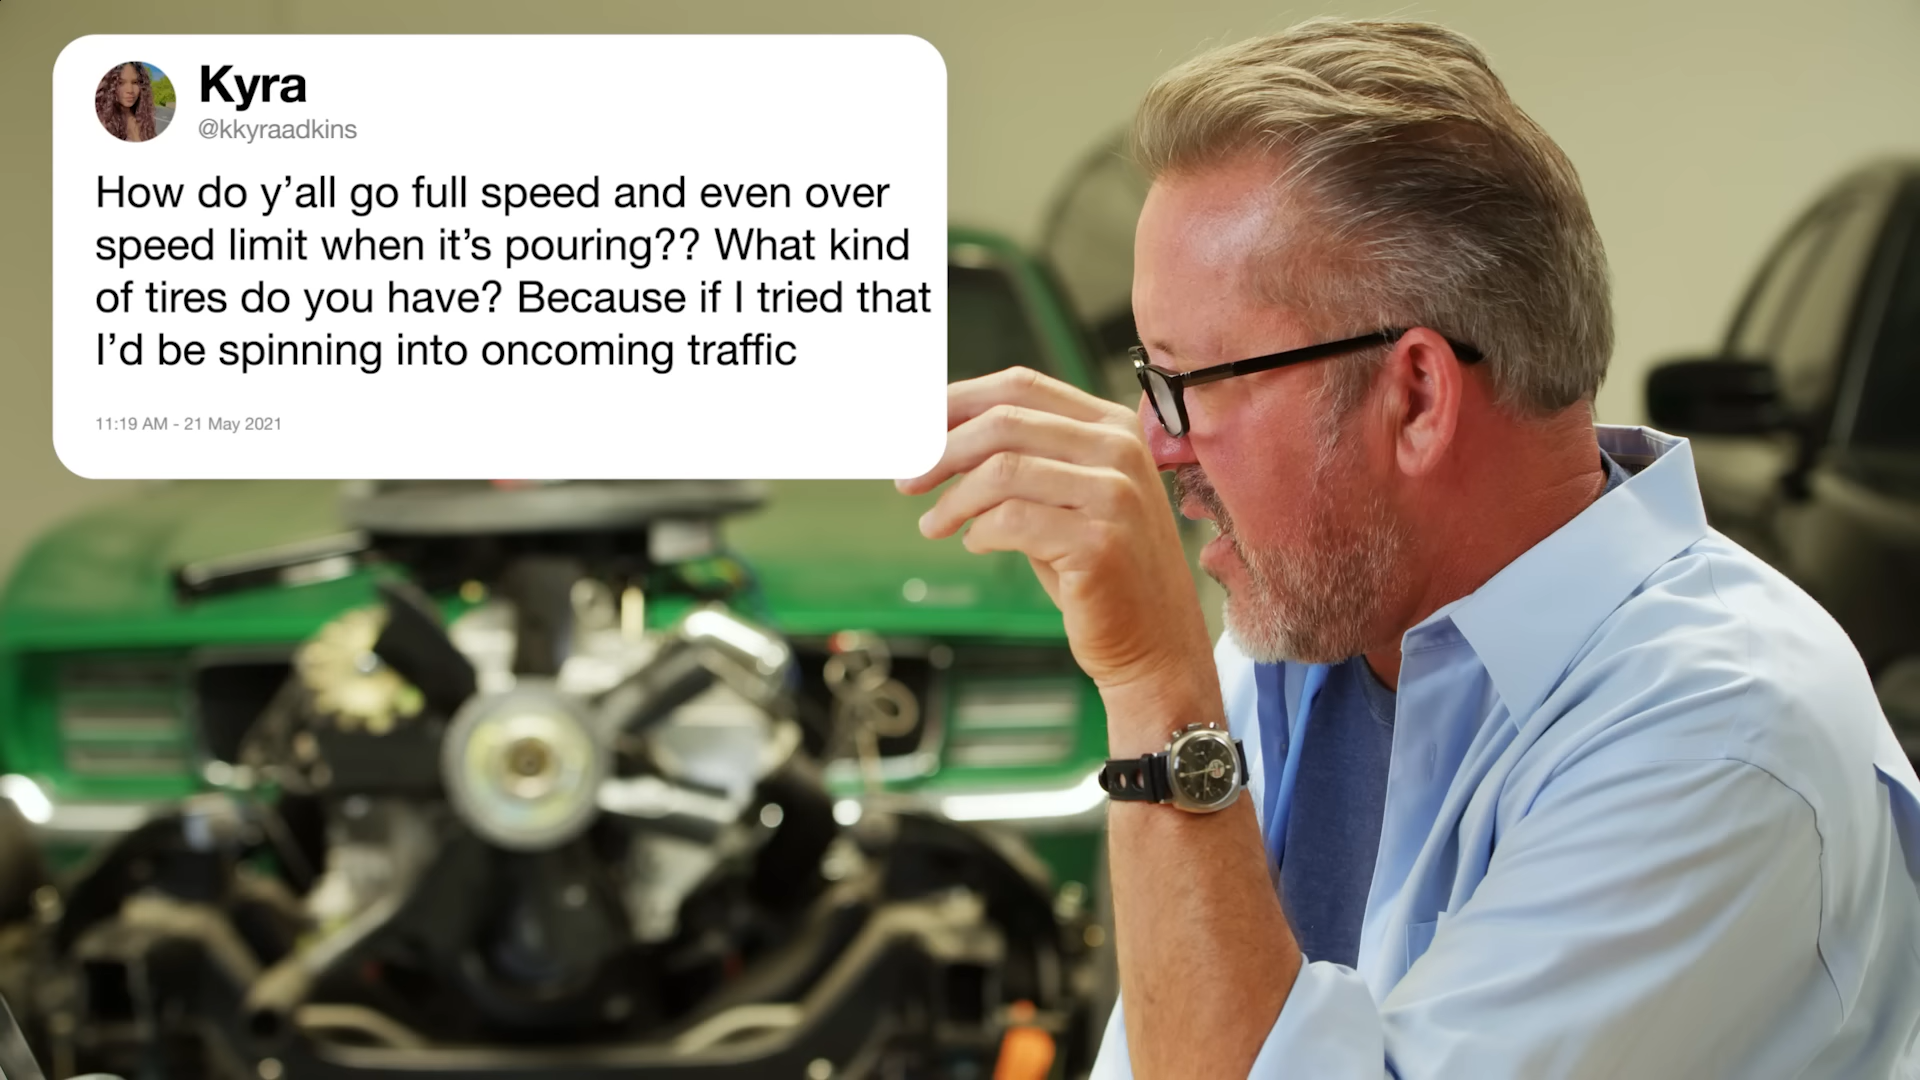 Kyra
@kkyraadkins
How do y’all go full speed and even over
speed limit when it’s pouring?? What kind
of tires do you have? Because if I tried that
I’d be spinning into oncoming traffic
11:19 AM - 21 May 2021